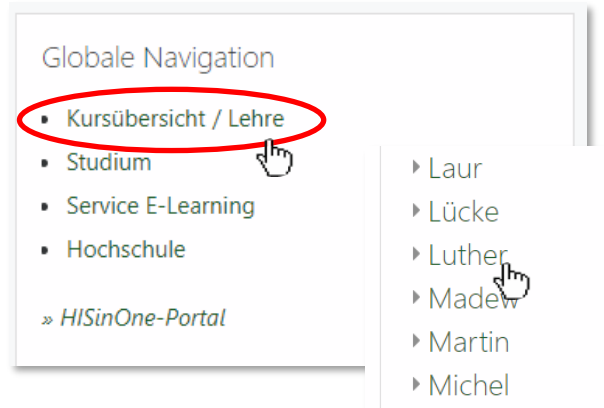 Globale Navigation
Kursübersicht / Lehre
Studium
Service E-Learning
Hochschule
» HISinOne-Portal
Laur
Lücke
Luther
Madew
Martin
Michel